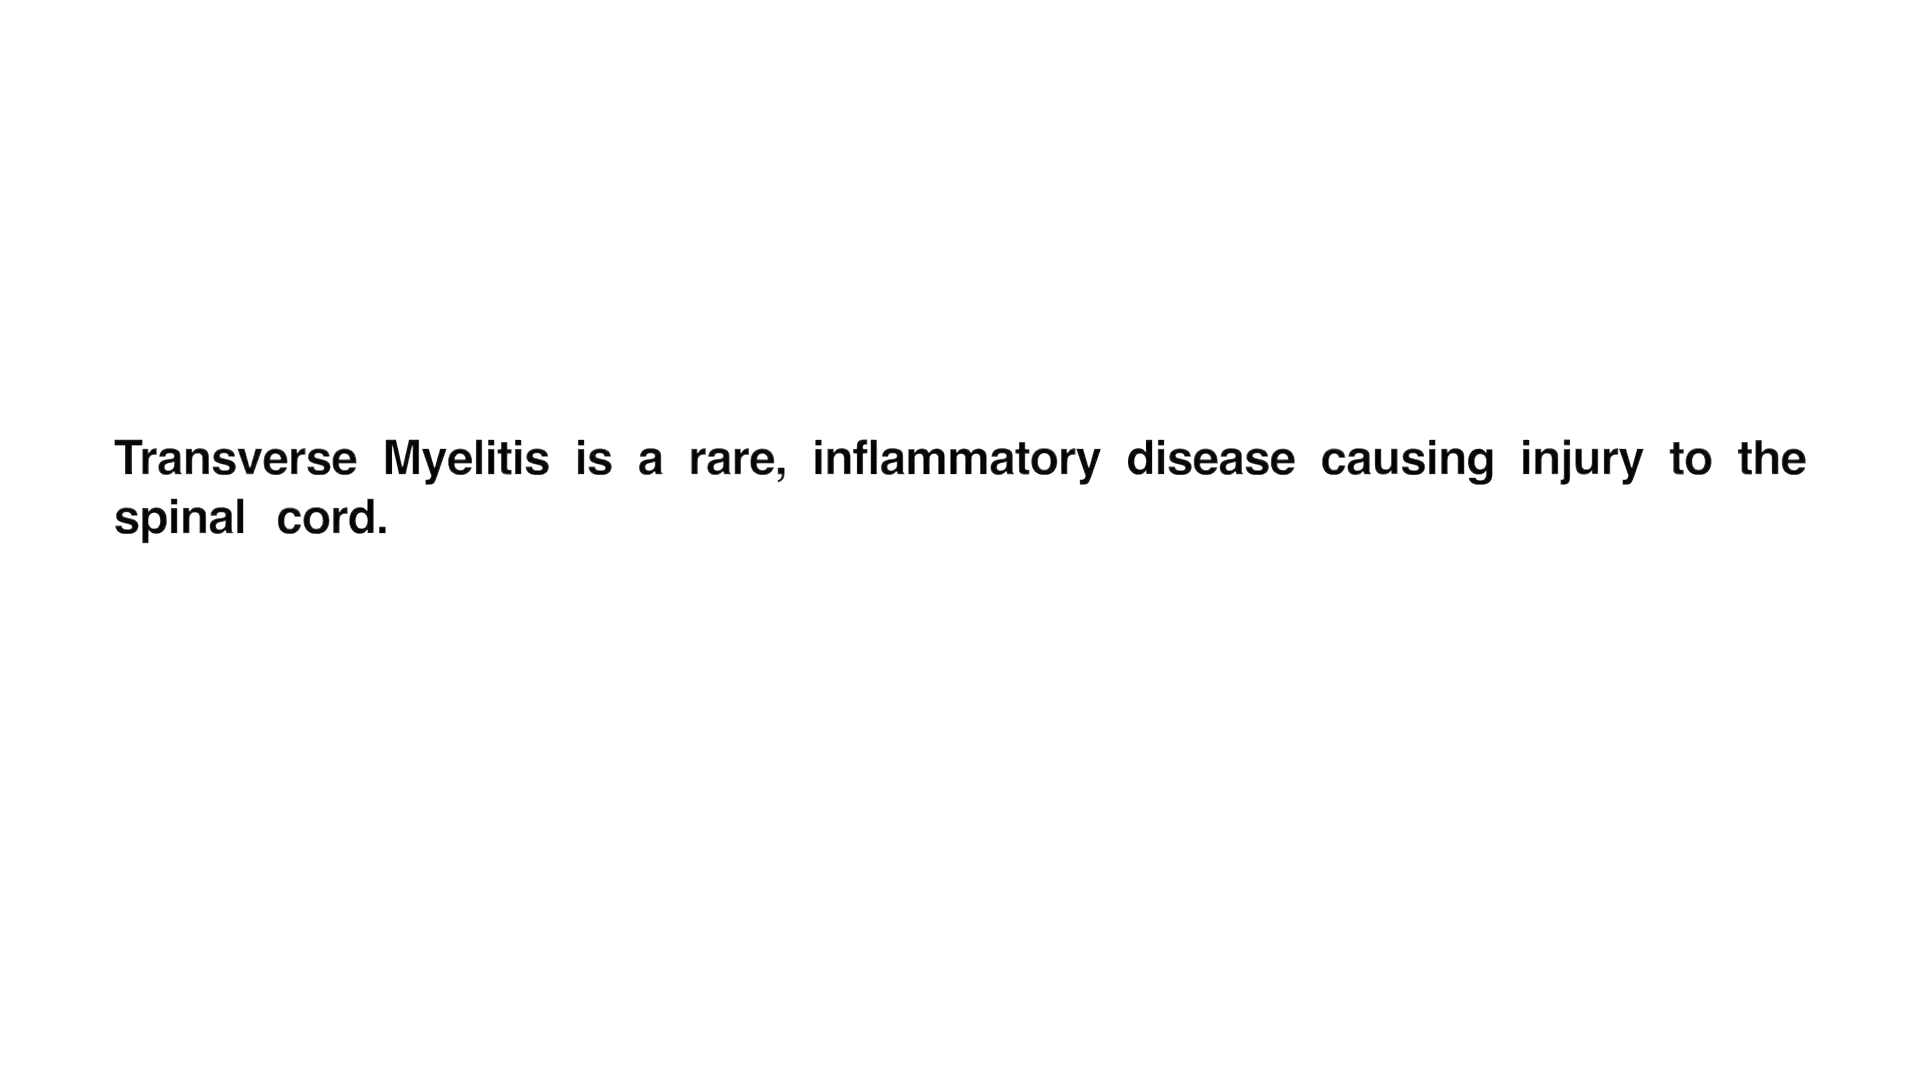 Transverse Myelitis is a rare, inflammatory disease causing injury to the
spinal cord.